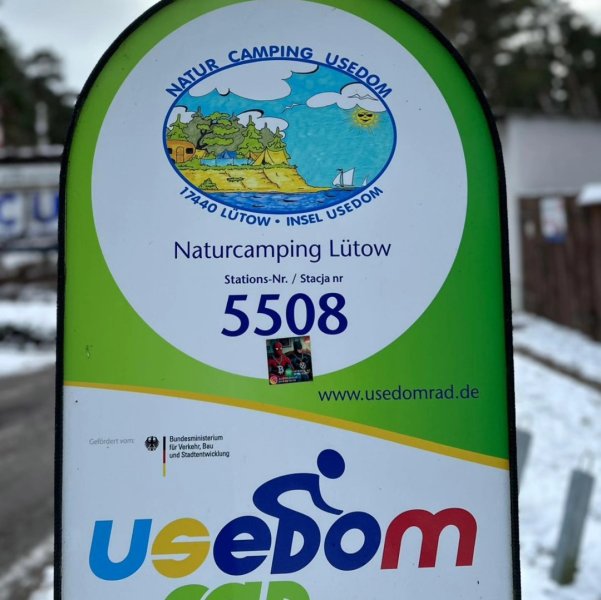 NATUR CAMPING USEDOM
17440 LÜTOW • INSEL USEDOM
Naturcamping Lütow
Stations-Nr. / Stacja nr
5508
www.usedomrad.de
Gefördert vom:
Bundesministerium
für Verkehr, Bau
und Stadtentwicklung
USEDOM
CU